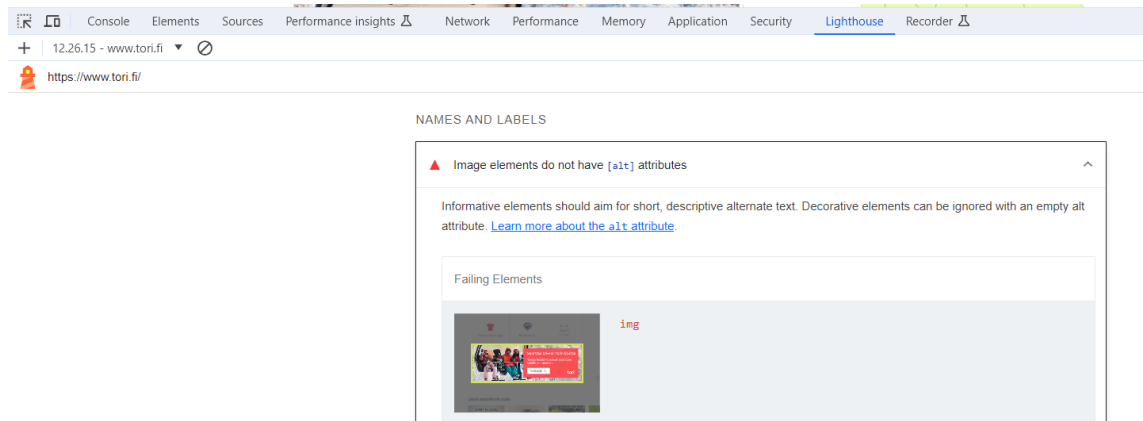 Console Elements Sources Performance insights Network Performance Memory Application Security Lighthouse Recorder
12.26.15 - www.tori.fi
https://www.tori.fi/
NAMES AND LABELS
Image elements do not have [alt] attributes
Informative elements should aim for short, descriptive alternate text. Decorative elements can be ignored with an empty alt
attribute. Learn more about the alt attribute.
Failing Elements
img
tori